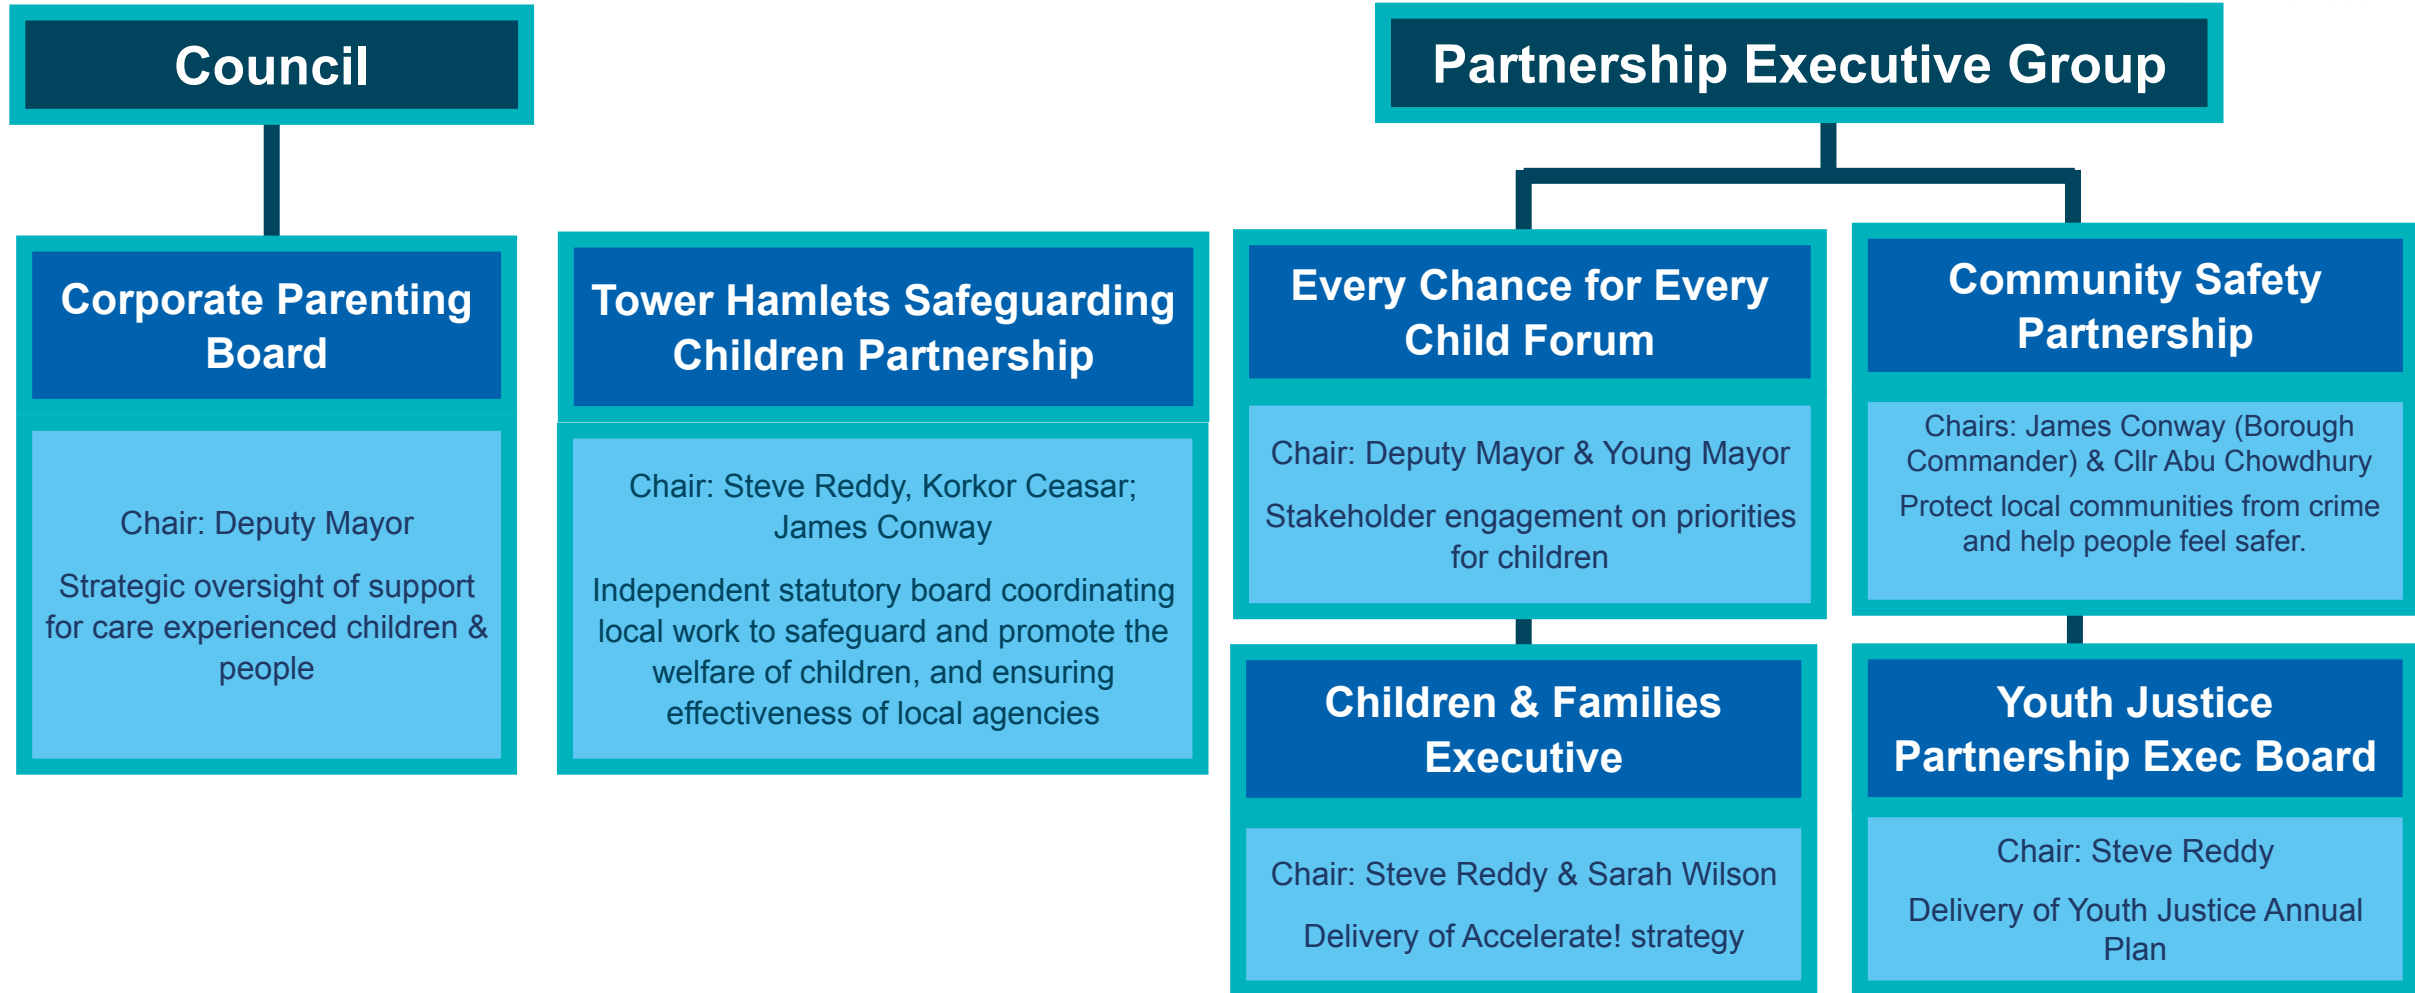 Council
Partnership Executive Group
Corporate Parenting
Board
Chair: Deputy Mayor
Strategic oversight of support
for care experienced children &
people
Tower Hamlets Safeguarding
Children Partnership
Chair: Steve Reddy, Korkor Ceasar;
James Conway
Independent statutory board coordinating
local work to safeguard and promote the
welfare of children, and ensuring
effectiveness of local agencies
Every Chance for Every
Child Forum
Chair: Deputy Mayor & Young Mayor
Stakeholder engagement on priorities
for children
Community Safety
Partnership
Chairs: James Conway (Borough
Commander) & Cllr Abu Chowdhury
Protect local communities from crime
and help people feel safer.
Children & Families
Executive
Chair: Steve Reddy & Sarah Wilson
Delivery of Accelerate! strategy
Youth Justice
Partnership Exec Board
Chair: Steve Reddy
Delivery of Youth Justice Annual
Plan